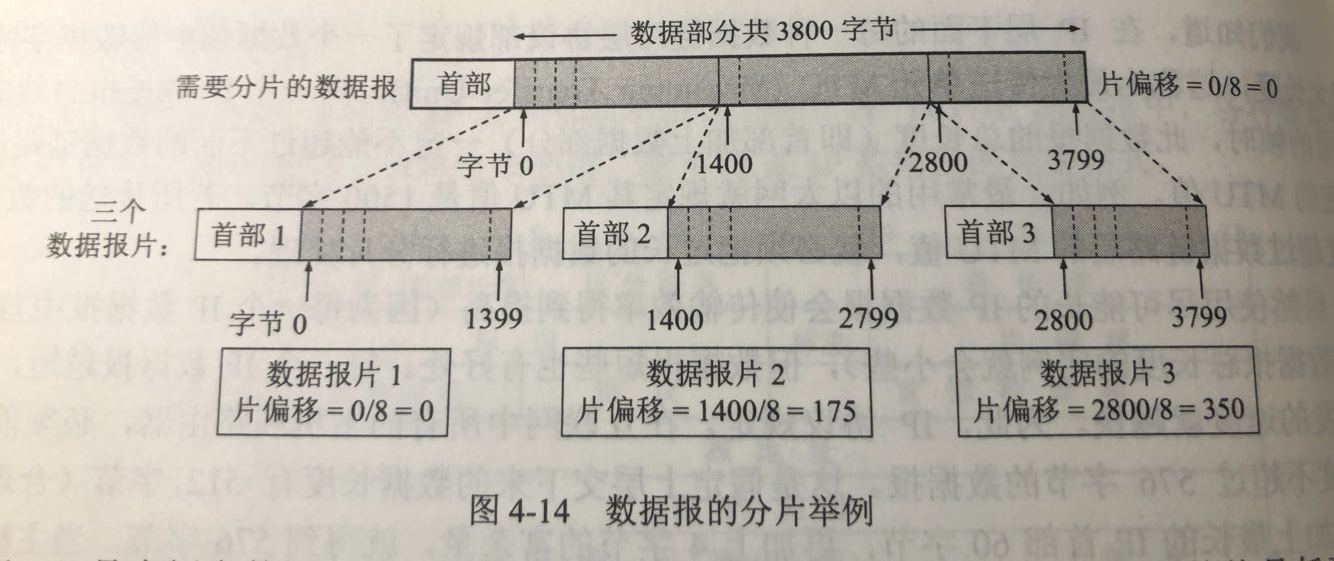 数据部分共 3800 字节
需要分片的数据报 首部 片偏移 = 0/8 = 0
字节 0 1400 2800 3799
三个
数据报片: 首部 1 首部 2 首部 3
字节 0 1399 1400 2799 2800 3799
数据报片 1 数据报片 2 数据报片 3
片偏移 = 0/8 = 0 片偏移 = 1400/8 = 175 片偏移 = 2800/8 = 350
图 4-14 数据报的分片举例